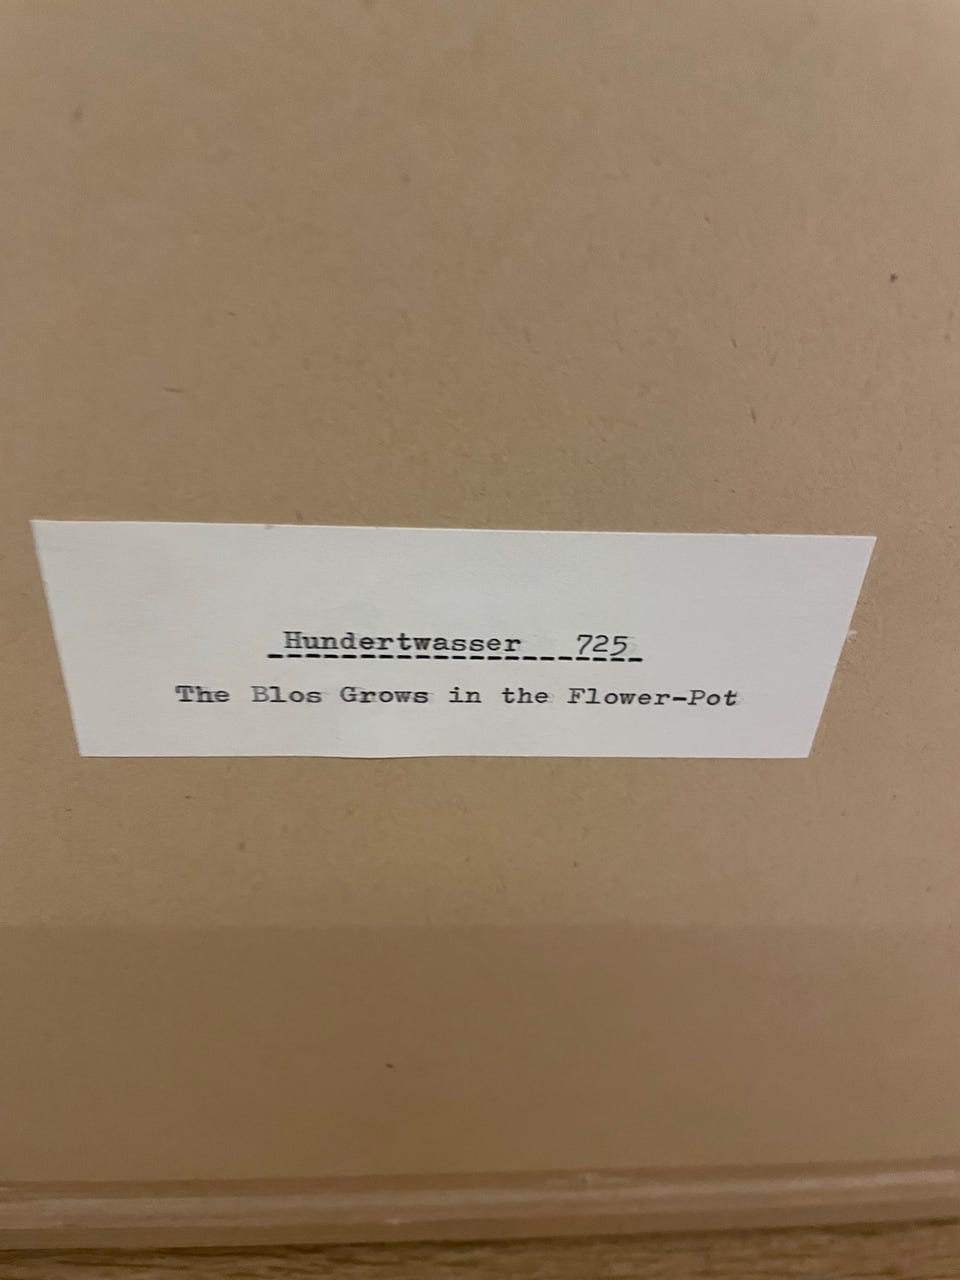 Hundertwasser 725
The Blos Grows in the Flower-Pot